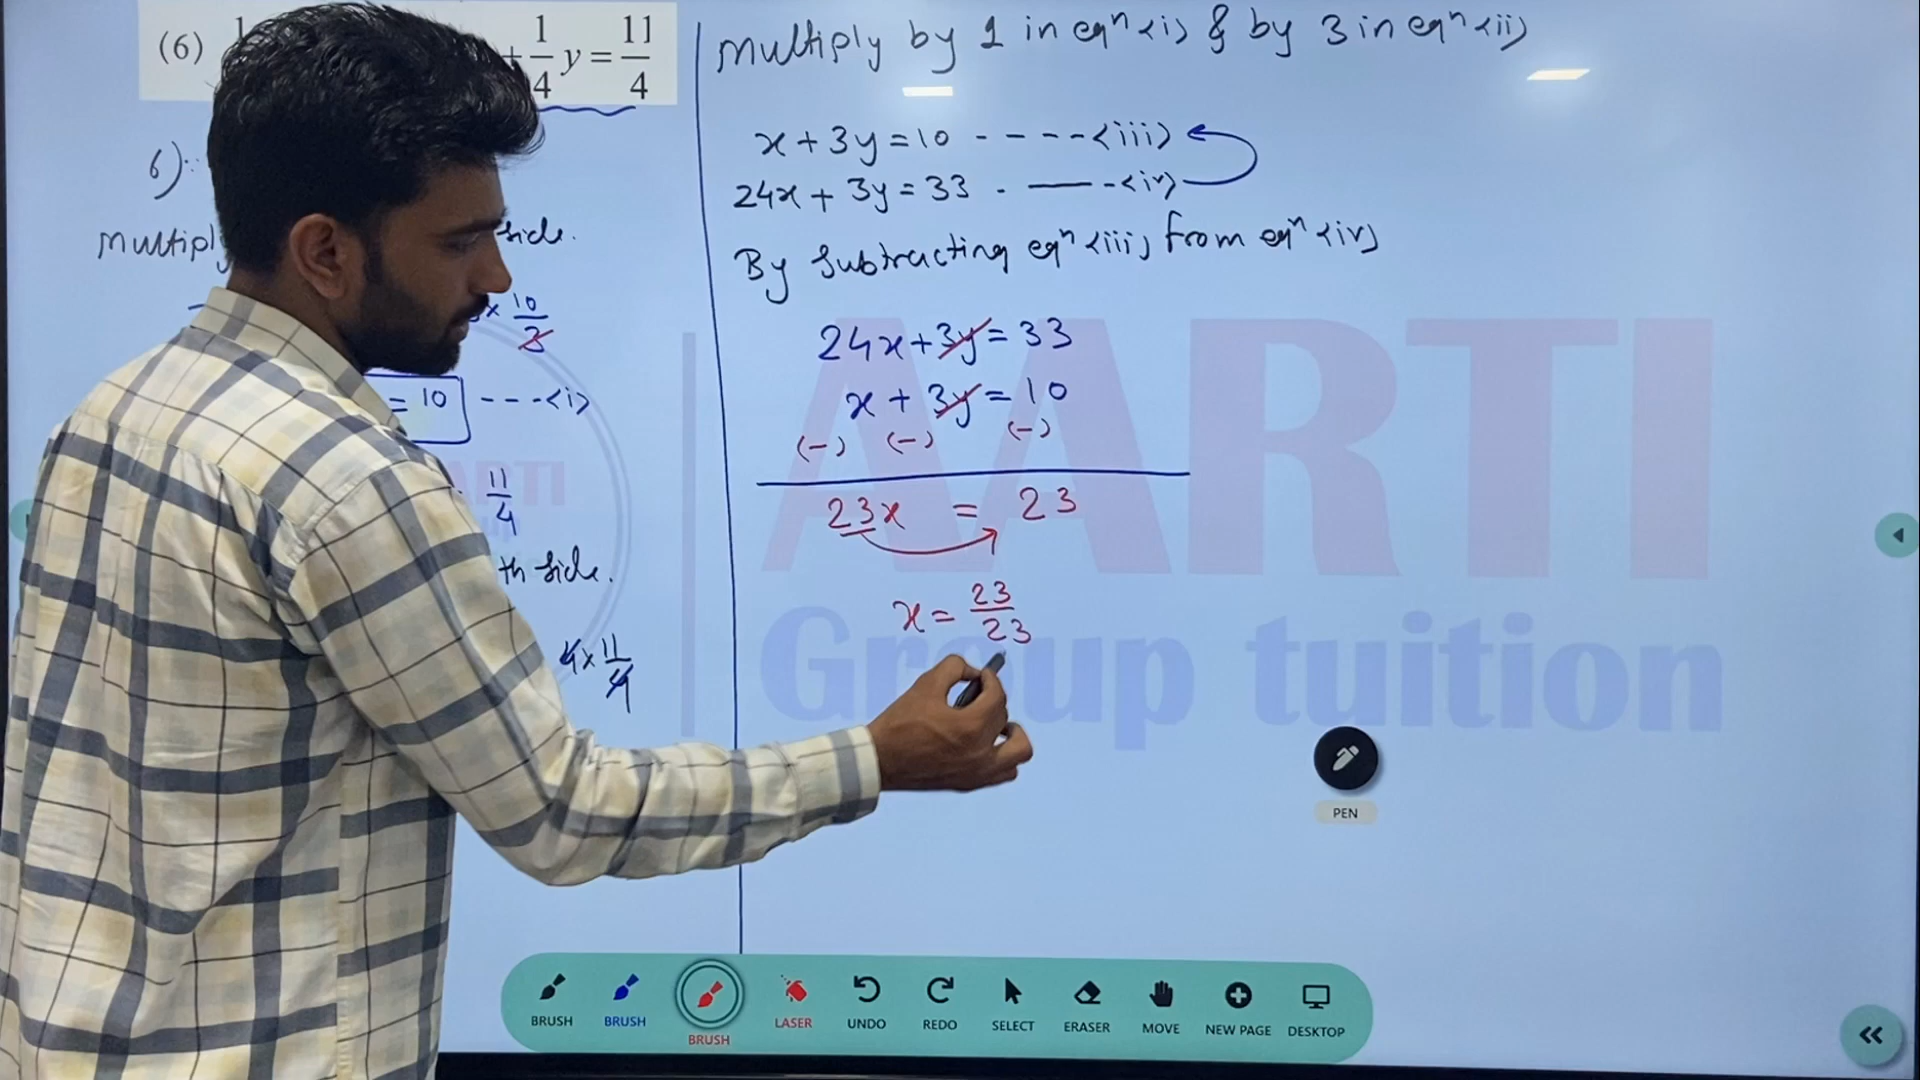 (6) 1 + 1/4 y = 11/4
6)
multiply side.
× 10/3
= 10 ---<i>
11/4
th side.
4 × 11/4
Multiply by 1 in eqⁿ <i> & by 3 in eqⁿ <ii>
x + 3y = 10 - - - - -<iii>
24x + 3y = 33 - — -<iv>
By Subtracting eqⁿ <iii> from eqⁿ <iv>
24x + 3y = 33
x + 3y = 10
(-) (-) (-)
23x = 23
x = 23/23
AARTI
Group tuition
PEN
BRUSH BRUSH BRUSH LASER UNDO REDO SELECT ERASER MOVE NEW PAGE DESKTOP